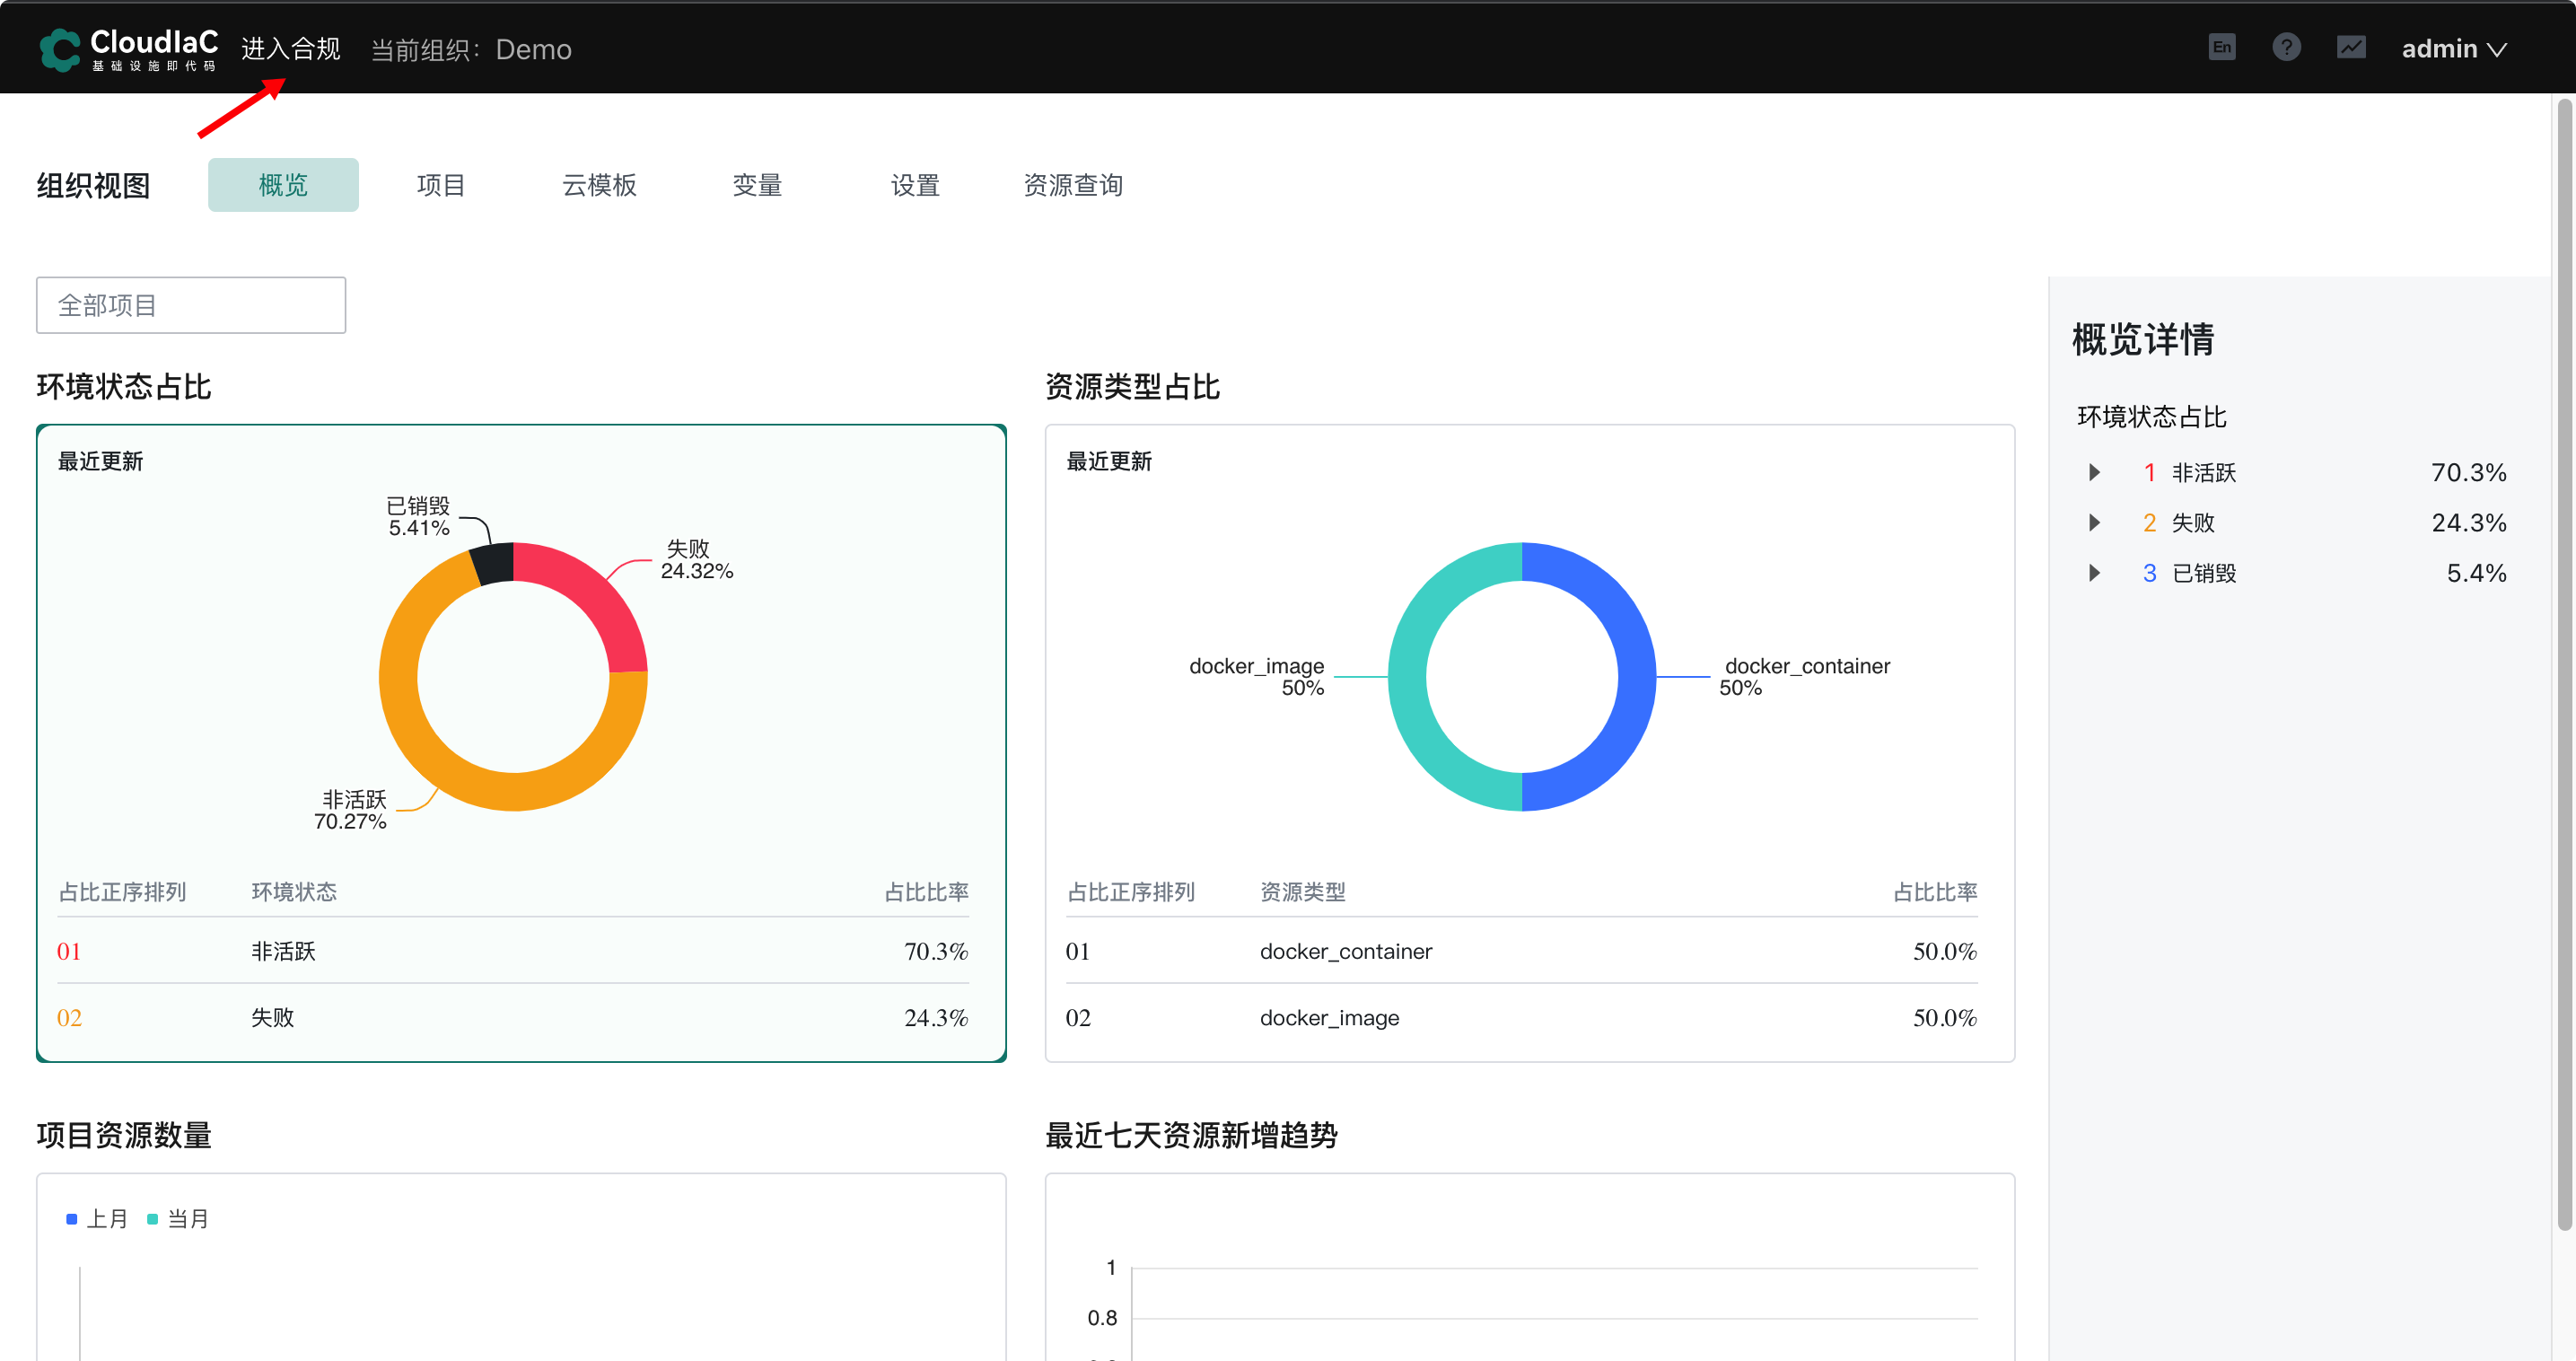 CloudIaC
基础设施即代码
进入合规
当前组织： Demo
En
?
admin
组织视图
概览
项目
云模板
变量
设置
资源查询
全部项目
环境状态占比
最近更新
已销毁
5.41%
失败
24.32%
非活跃
70.27%
占比正序排列 环境状态 占比比率
01 非活跃 70.3%
02 失败 24.3%
资源类型占比
最近更新
docker_image
50%
docker_container
50%
占比正序排列 资源类型 占比比率
01 docker_container 50.0%
02 docker_image 50.0%
概览详情
环境状态占比
1 非活跃 70.3%
2 失败 24.3%
3 已销毁 5.4%
项目资源数量
上月 当月
最近七天资源新增趋势
1
0.8